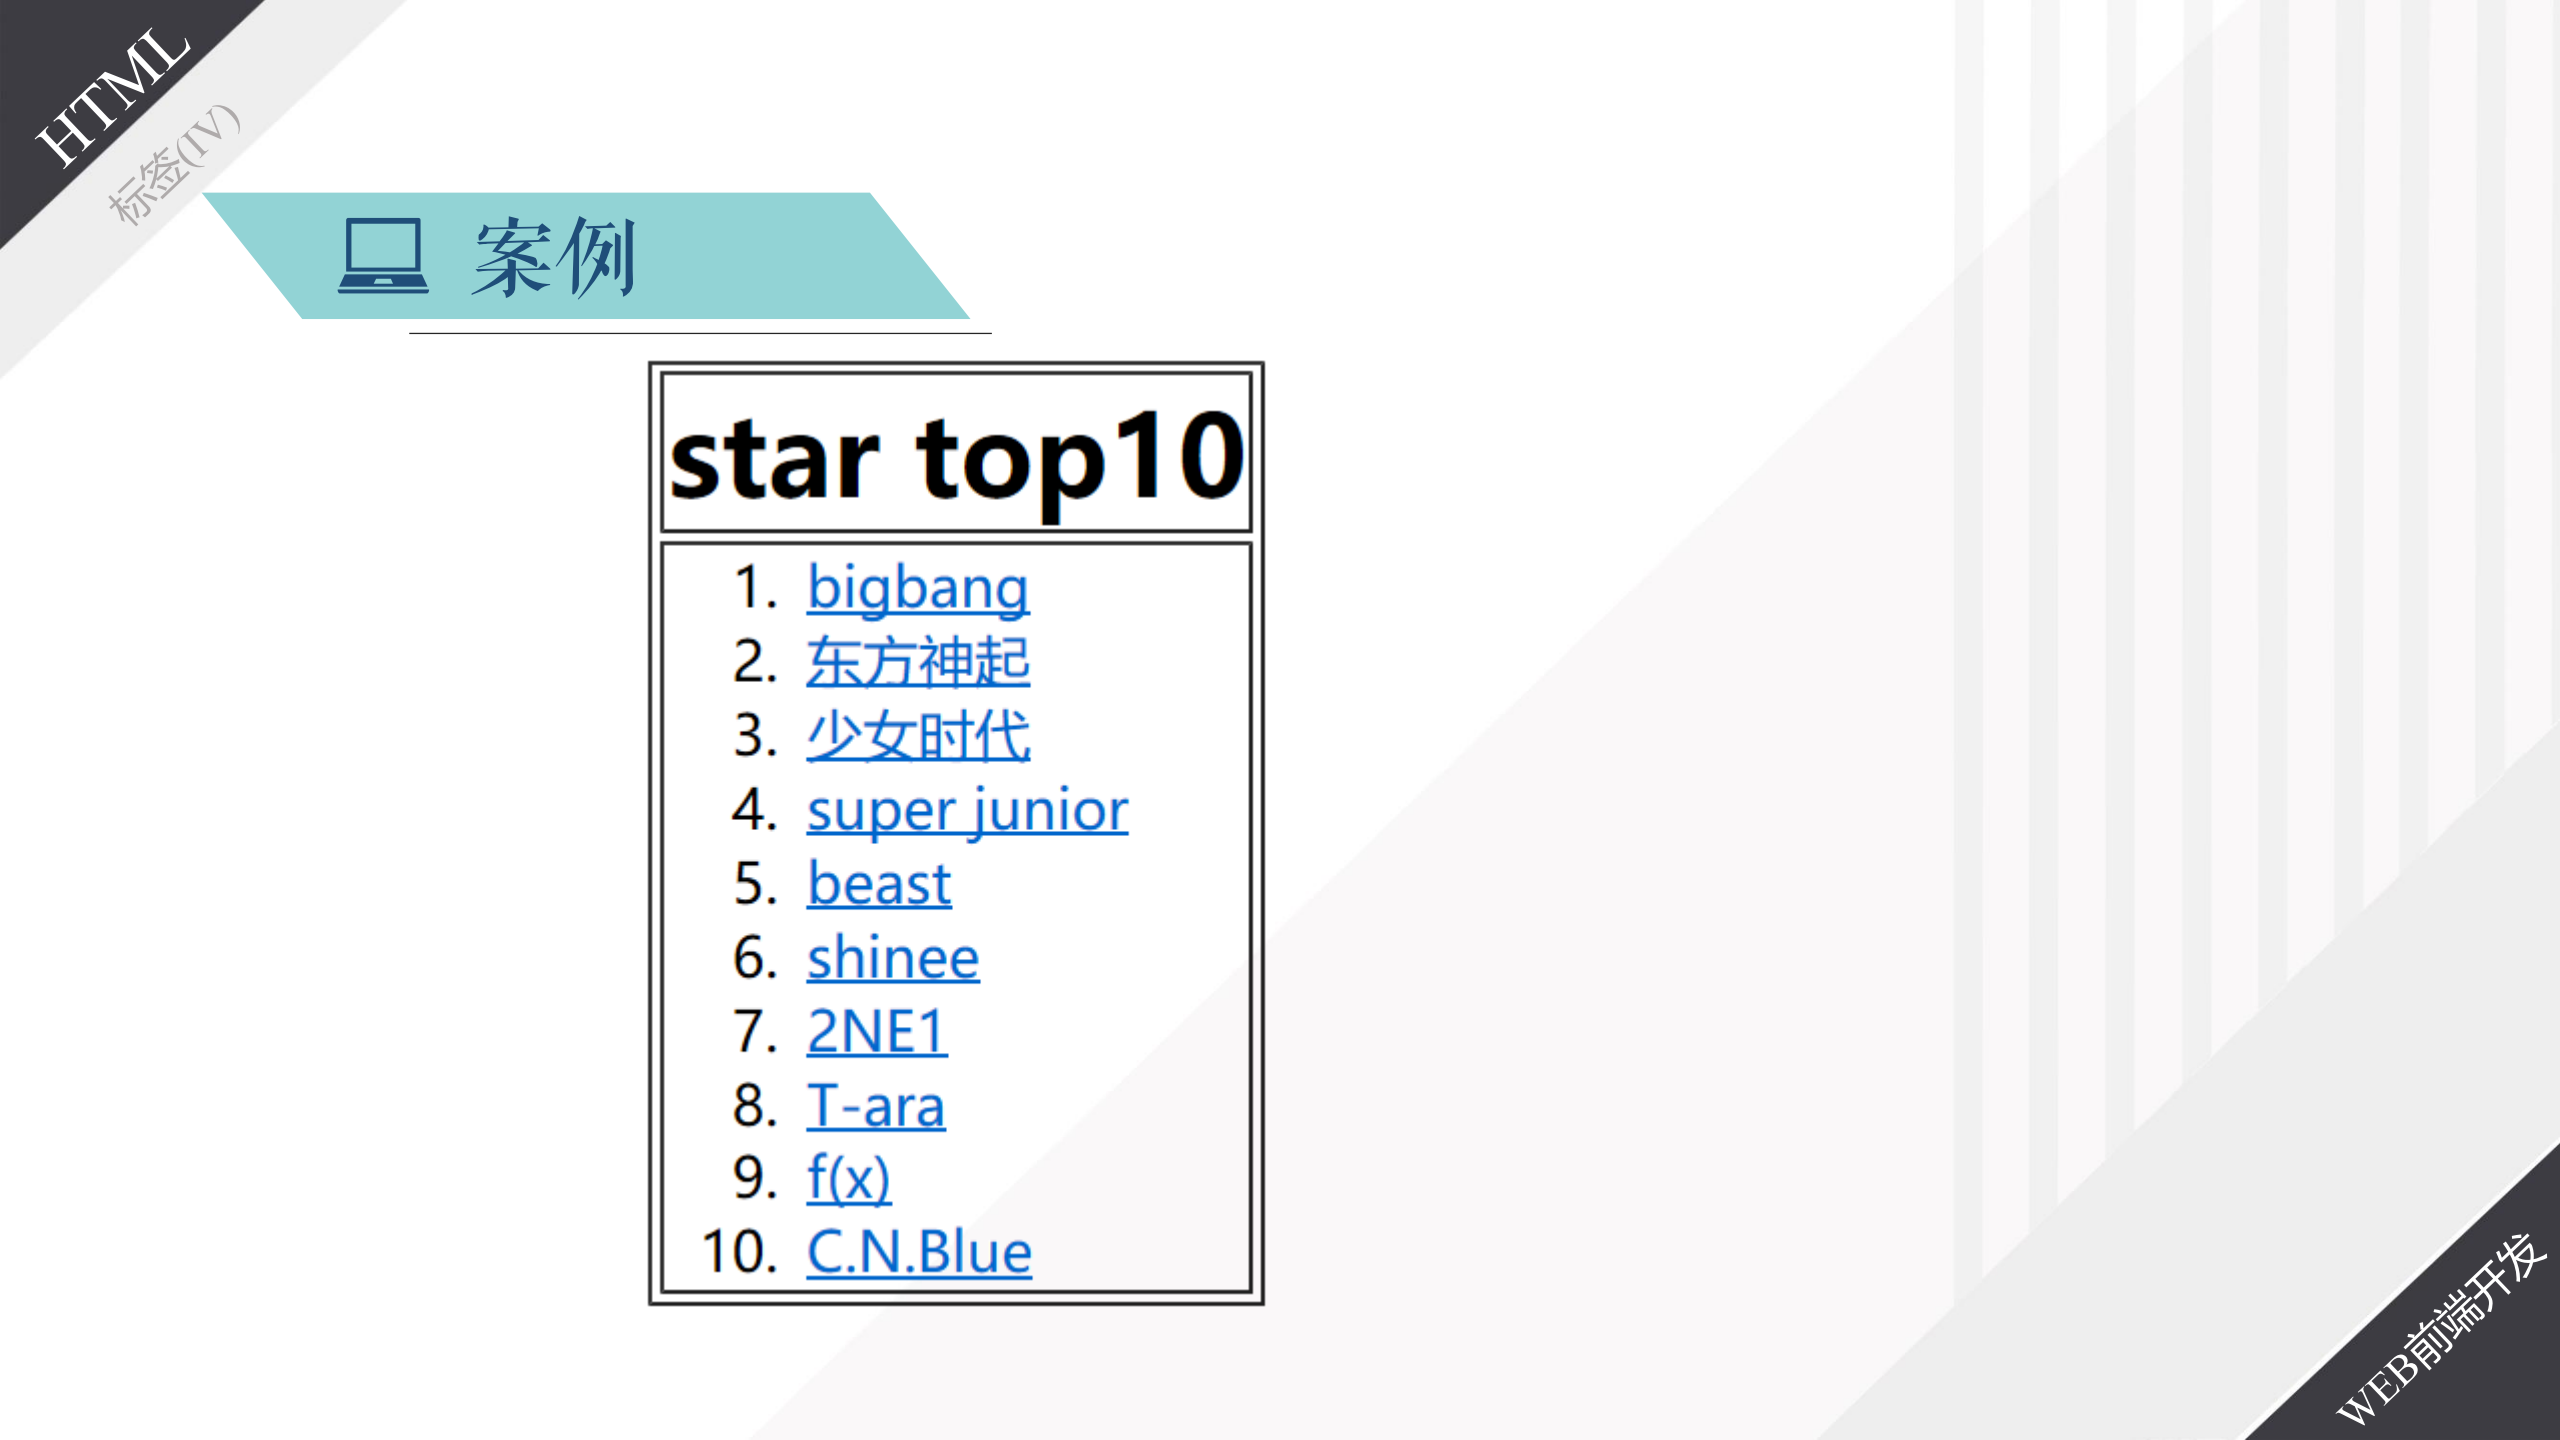 HTML
标签(IV)
案例
star top10
1. bigbang
2. 东方神起
3. 少女时代
4. super junior
5. beast
6. shinee
7. 2NE1
8. T-ara
9. f(x)
10. C.N.Blue
WEB前端开发